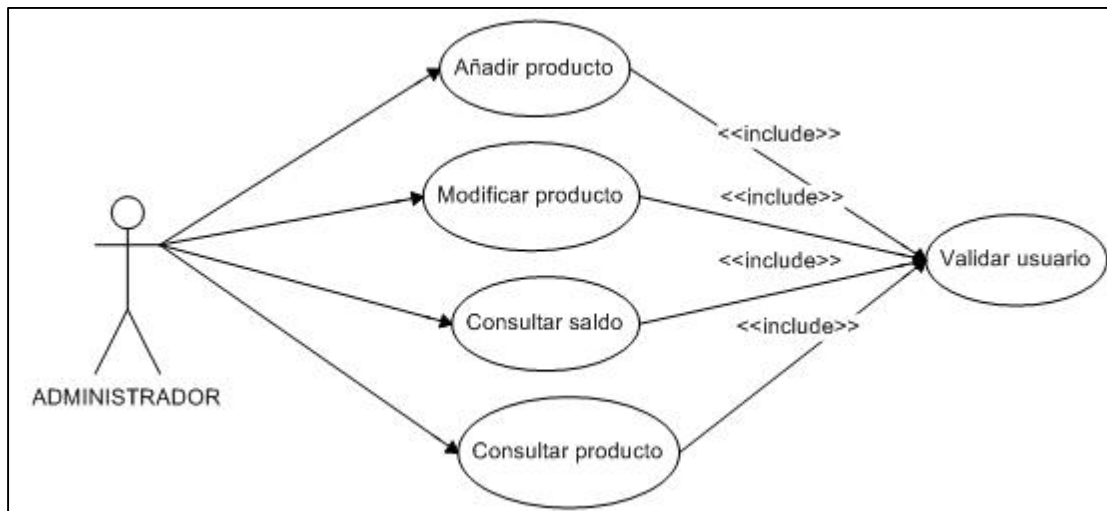 Añadir producto
<<include>>
Modificar producto
<<include>>
<<include>>
Validar usuario
Consultar saldo
<<include>>
ADMINISTRADOR
Consultar producto